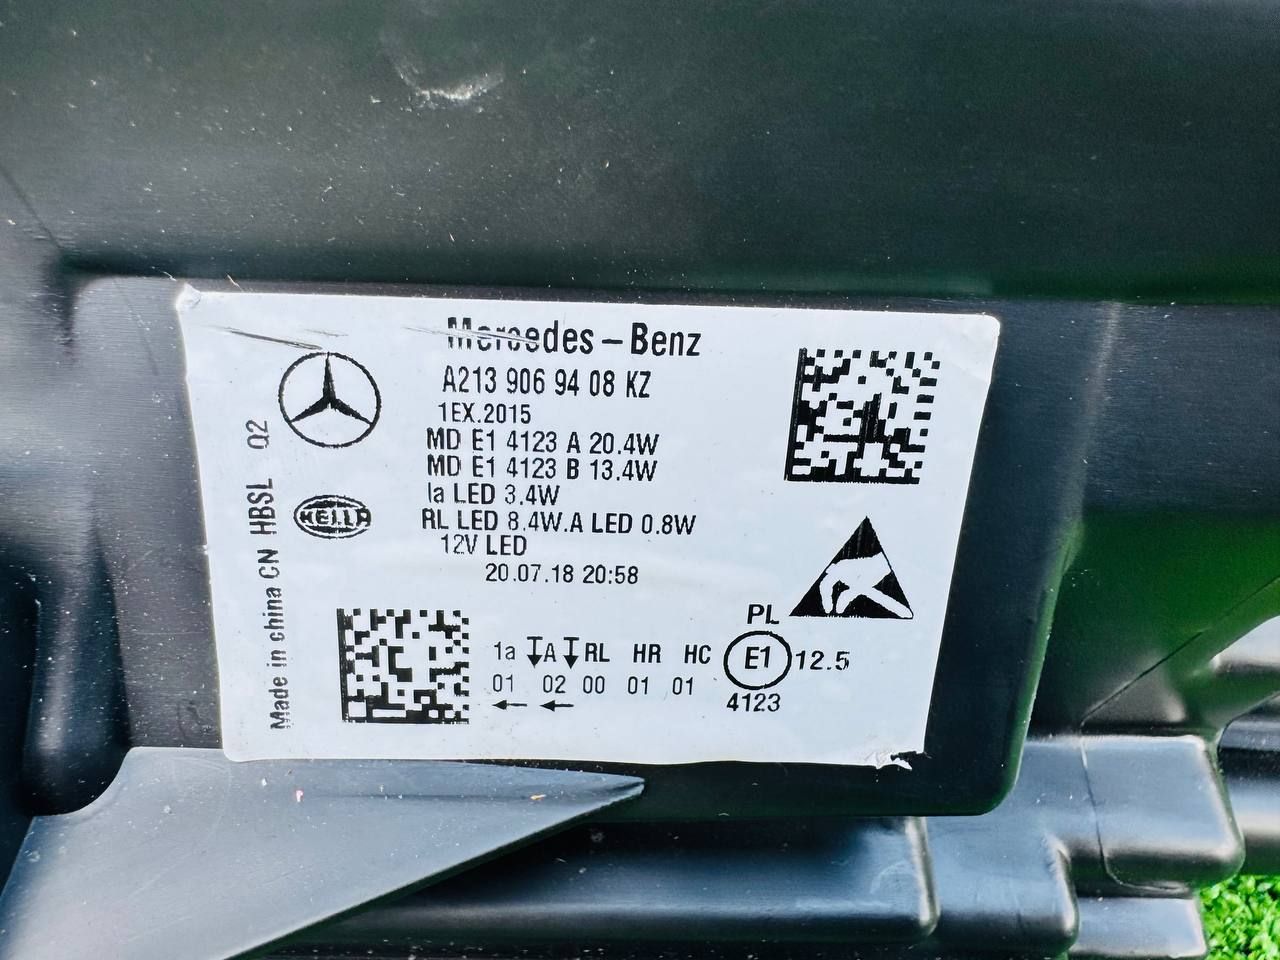 Mercedes-Benz
A213 906 94 08 KZ
1EX.2015
MD E1 4123 A 20.4W
MD E1 4123 B 13.4W
la LED 3.4W
RL LED 8.4W.A LED 0.8W
12V LED
20.07.18 20:58
HELLA
Made in china CN HBSL Q2
PL
1a A RL HR HC E1 12.5
01 02 00 01 01 4123